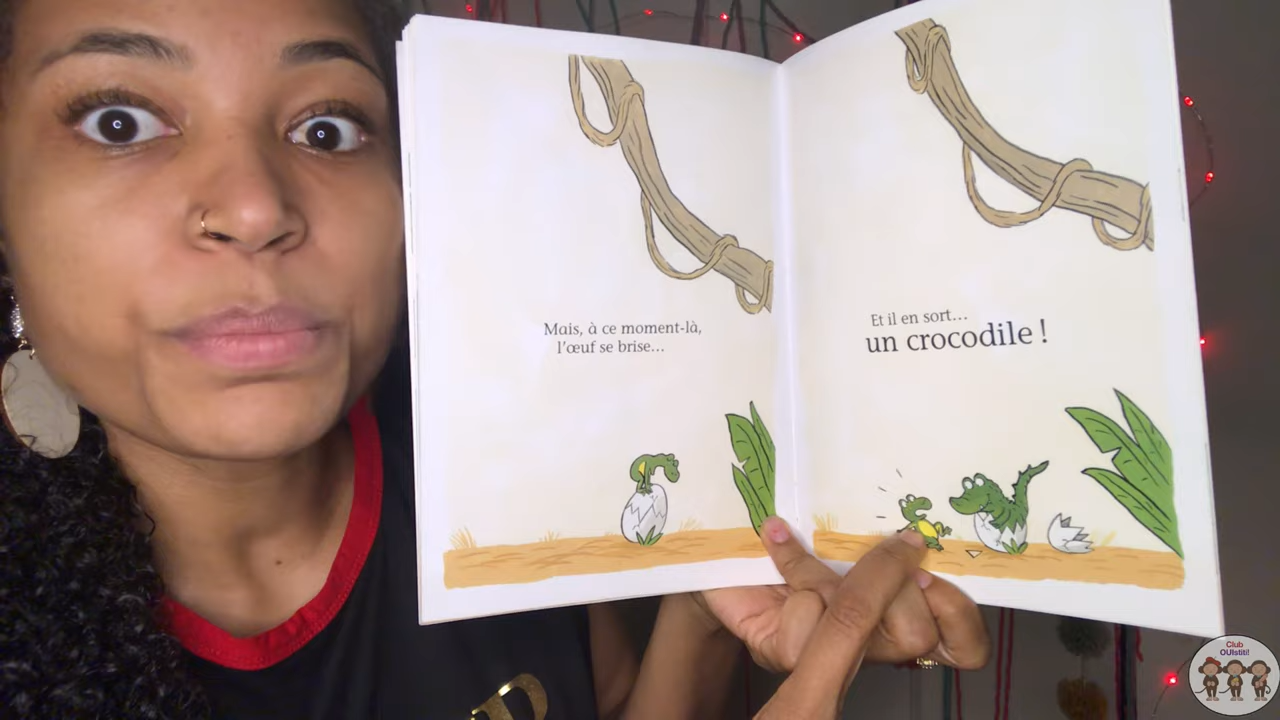 Mais, à ce moment-là,
l'œuf se brise...
Et il en sort...
un crocodile !
Club
OUIstiti!